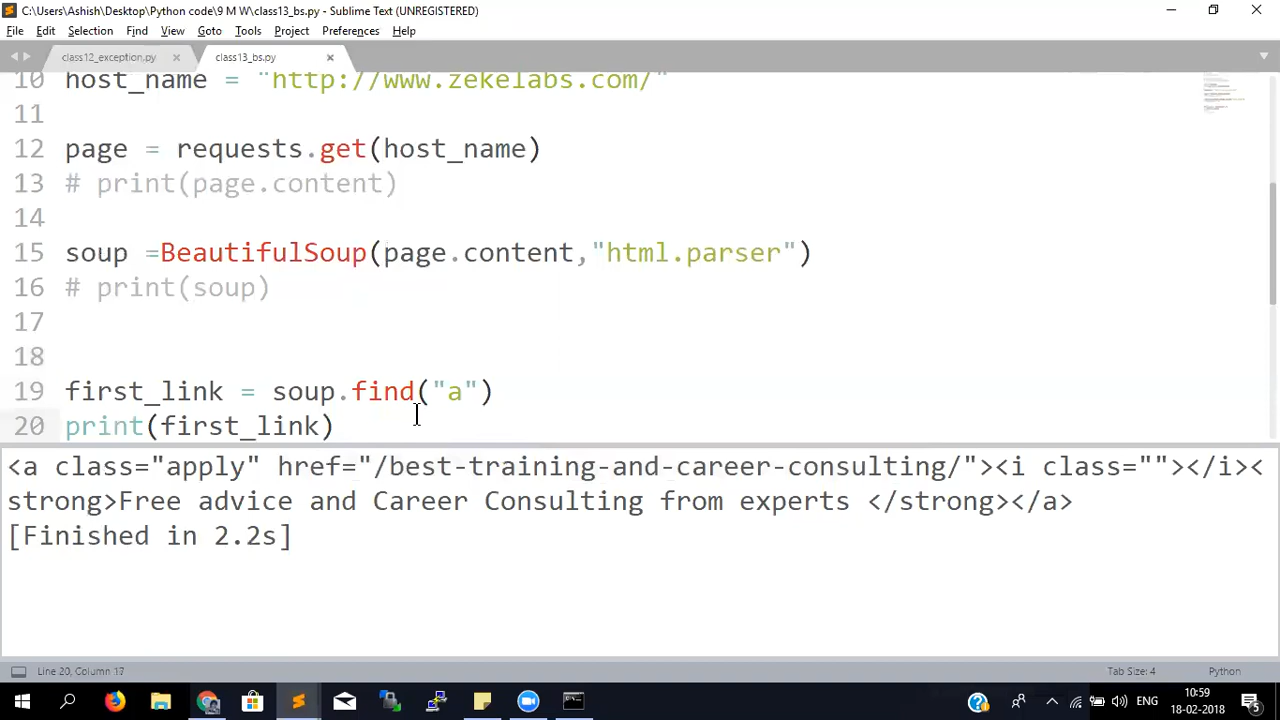 C:\Users\Ashish\Desktop\Python code\9 M W\class13_bs.py - Sublime Text (UNREGISTERED)
File Edit Selection Find View Goto Tools Project Preferences Help
class12_exception.py × class13_bs.py ×
10 host_name = "http://www.zekelabs.com/"
11
12 page = requests.get(host_name)
13 # print(page.content)
14
15 soup =BeautifulSoup(page.content,"html.parser")
16 # print(soup)
17
18
19 first_link = soup.find("a")
20 print(first_link)
<a class="apply" href="/best-training-and-career-consulting/"><i class=""></i><
strong>Free advice and Career Consulting from experts </strong></a>
[Finished in 2.2s]
Line 20, Column 17 Tab Size: 4 Python
ENG 10:59
18-02-2018 5